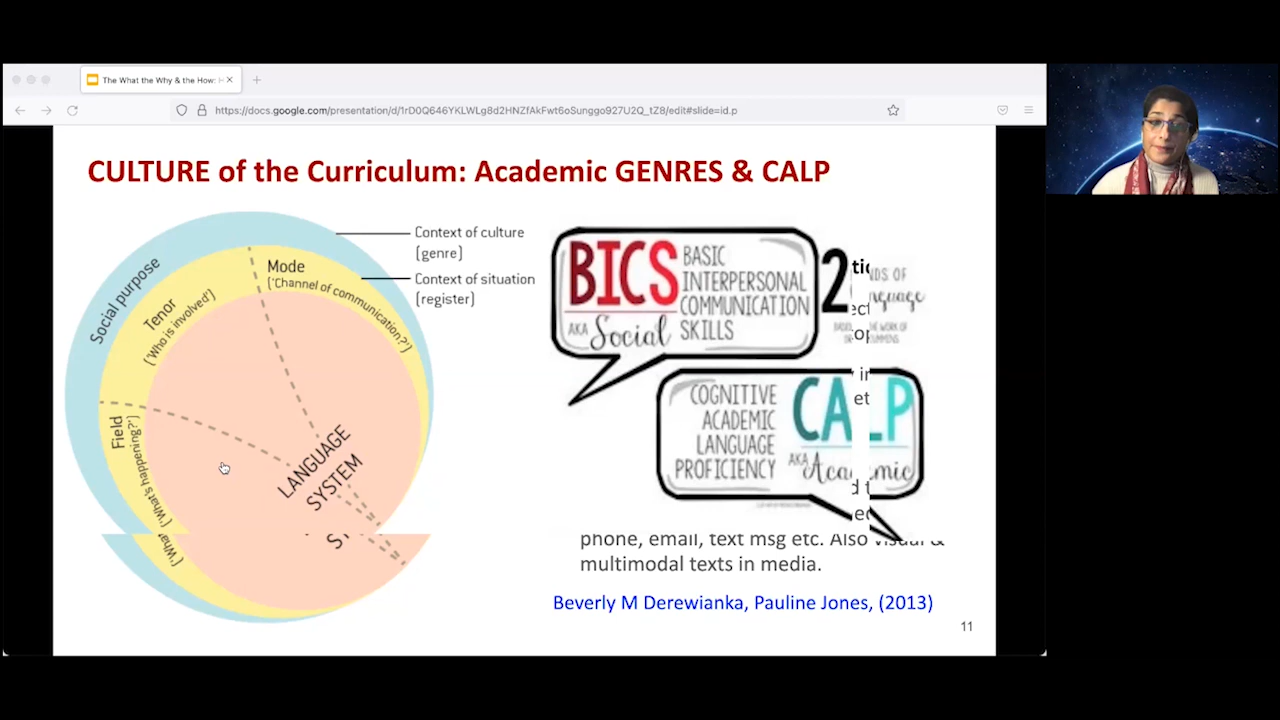 The What the Why & the How: H
https://docs.google.com/presentation/d/1rD0Q646YKLWLg8d2HNZfAkFwt6oSunggo927U2Q_tZ8/edit#slide=id.p
CULTURE of the Curriculum: Academic GENRES & CALP
Context of culture
(genre)
Context of situation
(register)
Social purpose
Tenor
('Who is involved')
Mode
('Channel of communication?')
Field
('What's happening?')
LANGUAGE
SYSTEM
BICS
BASIC
INTERPERSONAL
COMMUNICATION
SKILLS
AKA Social
2
COGNITIVE
ACADEMIC
LANGUAGE
PROFICIENCY
CALP
AKA Academic
phone, email, text msg etc. Also visual &
multimodal texts in media.
Beverly M Derewianka, Pauline Jones, (2013)
11